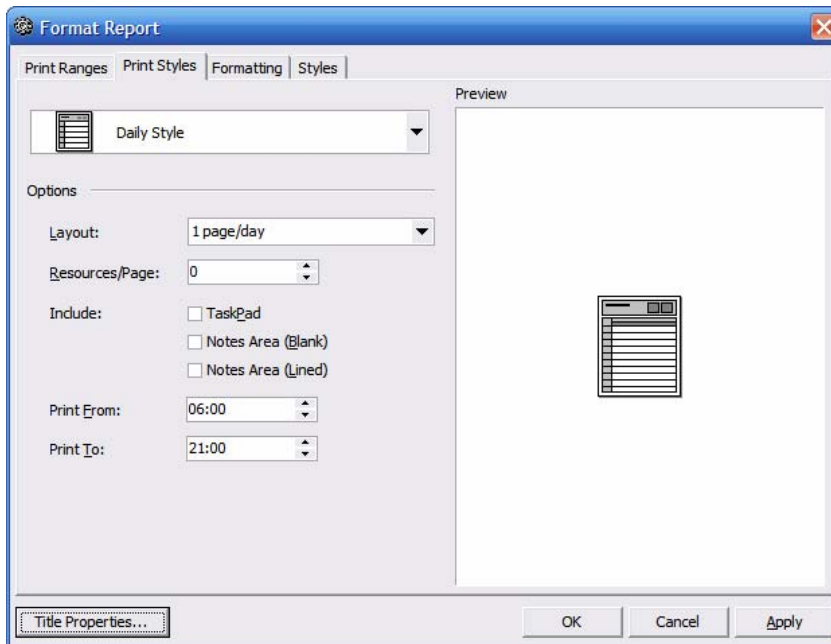 Format Report
Print Ranges Print Styles Formatting Styles
Preview
Daily Style
Options
Layout: 1 page/day
Resources/Page: 0
Include: TaskPad
Notes Area (Blank)
Notes Area (Lined)
Print From: 06:00
Print To: 21:00
Title Properties... OK Cancel Apply